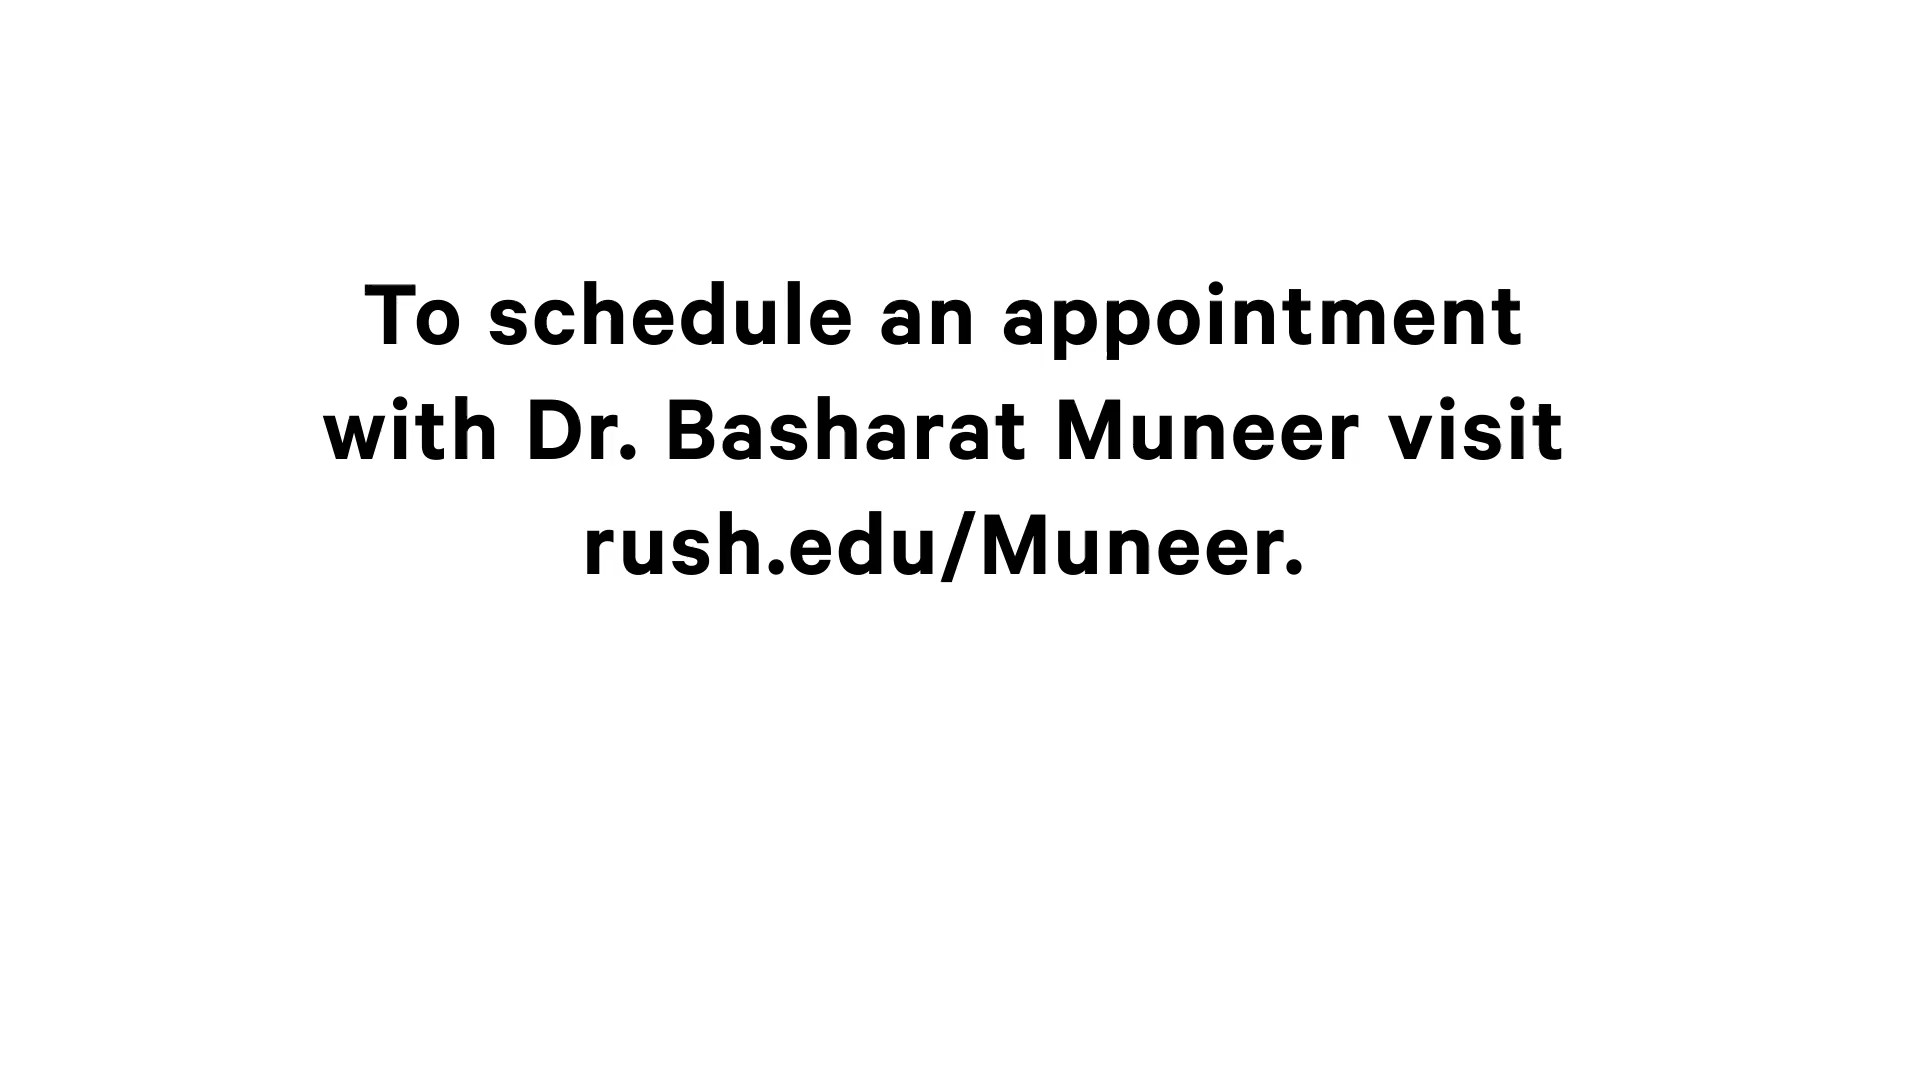 To schedule an appointment
with Dr. Basharat Muneer visit
rush.edu/Muneer.